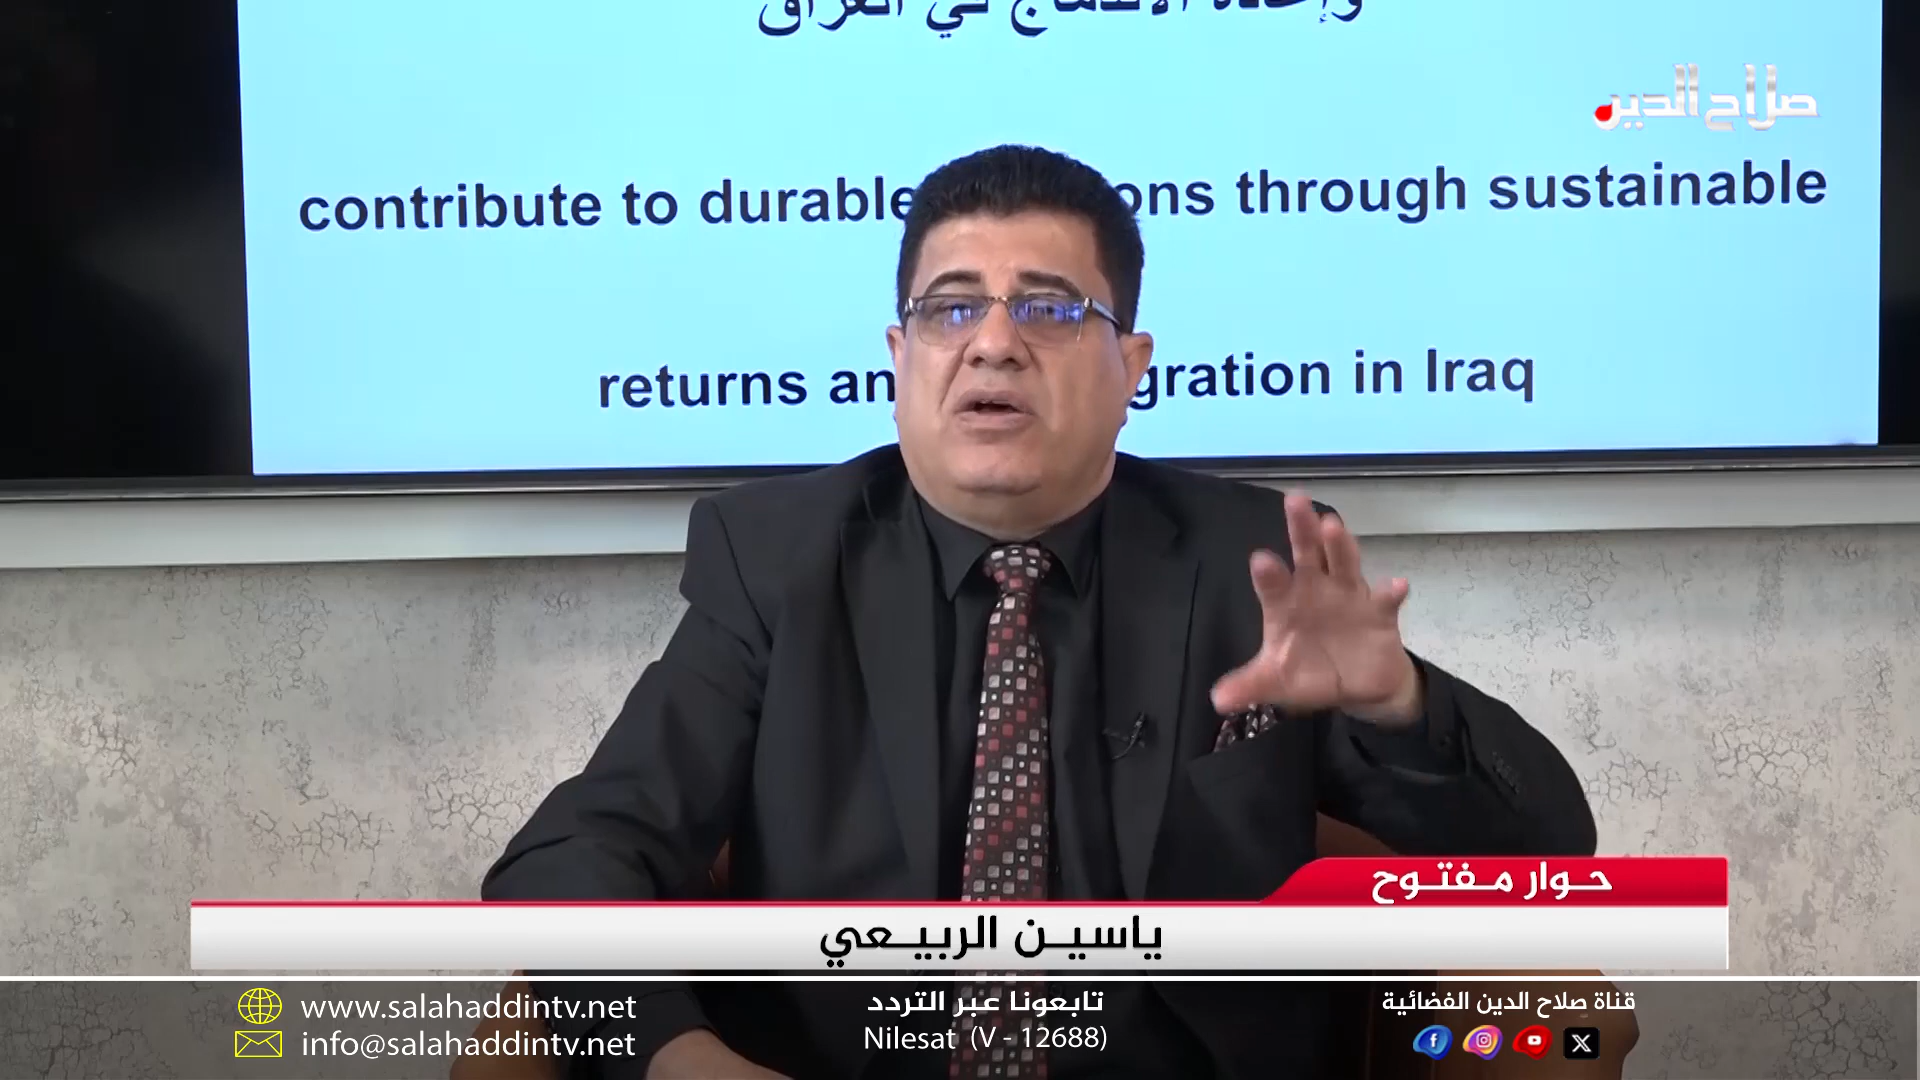 وإعادة الاندماج في العراق
صلاح الدين
contribute to durable ons through sustainable
returns an gration in Iraq
حوار مفتوح
ياسين الربيعي
www.salahaddintv.net
info@salahaddintv.net
تابعونا عبر التردد
Nilesat (V - 12688)
قناة صلاح الدين الفضائية